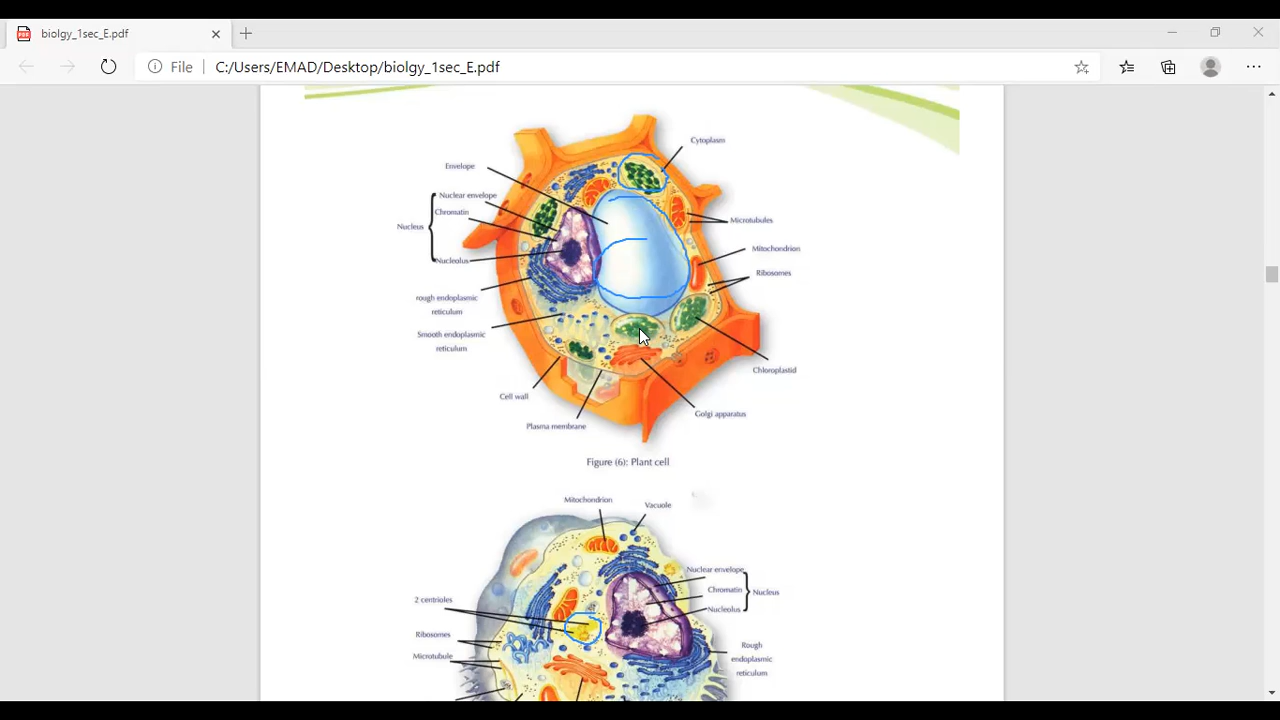 biolgy_1sec_E.pdf
File
C:/Users/EMAD/Desktop/biolgy_1sec_E.pdf
Cytoplasm
Envelope
Nuclear envelope
Chromatin
Nucleus
Nucleolus
Microtubules
Mitochondrion
Ribosomes
rough endoplasmic
reticulum
Smooth endoplasmic
reticulum
Chloroplastid
Cell wall
Golgi apparatus
Plasma membrane
Figure (6): Plant cell
Mitochondrion
Vacuole
Nuclear envelope
Chromatin
Nucleus
Nucleolus
2 centrioles
Ribosomes
Microtubule
Rough
endoplasmic
reticulum